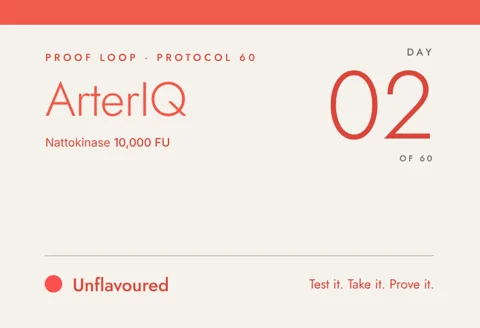 PROOF LOOP · PROTOCOL 60
ArterIQ
Nattokinase 10,000 FU
DAY
02
OF 60
Unflavoured
Test it. Take it. Prove it.